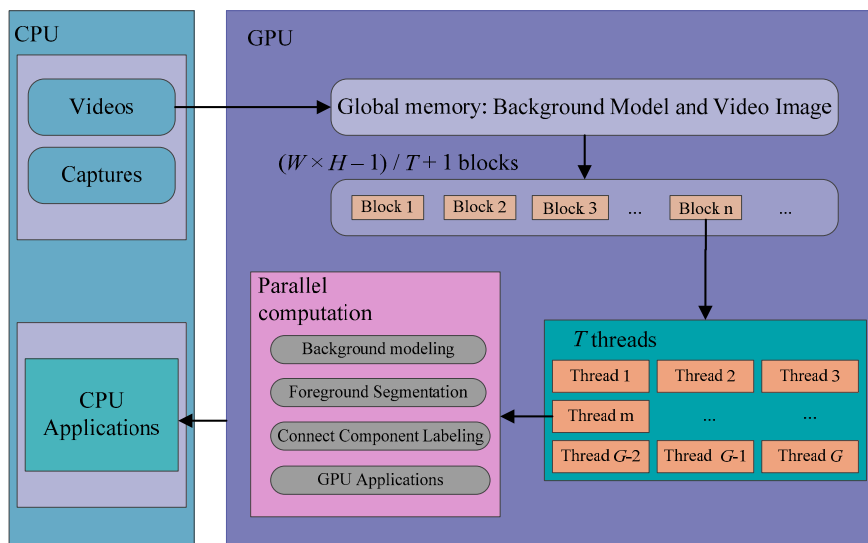 CPU
Videos
Captures
CPU
Applications
GPU
Global memory: Background Model and Video Image
(W × H – 1) / T + 1 blocks
Block 1 Block 2 Block 3 ... Block n ...
Parallel
computation
Background modeling
Foreground Segmentation
Connect Component Labeling
GPU Applications
T threads
Thread 1 Thread 2 Thread 3
Thread m ... ...
Thread G-2 Thread G-1 Thread G